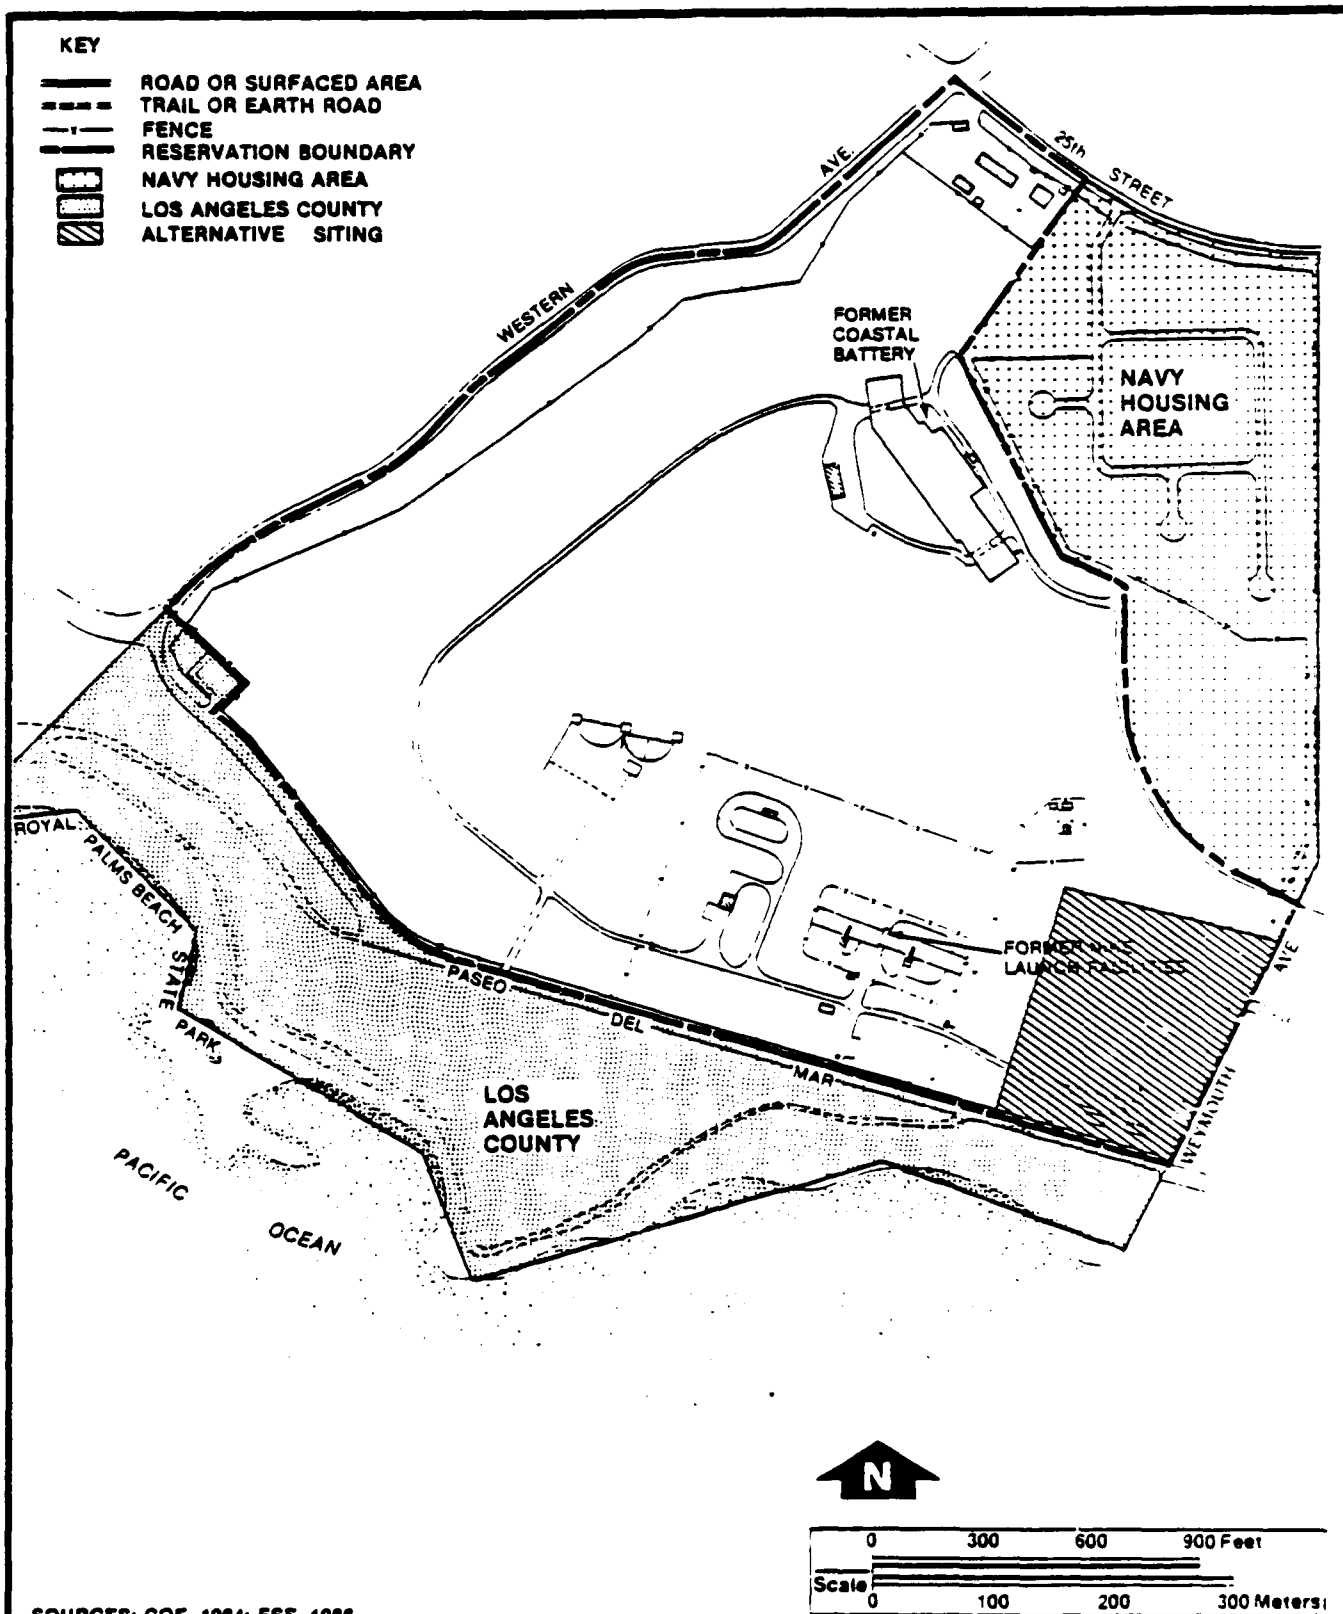 KEY
ROAD OR SURFACED AREA
TRAIL OR EARTH ROAD
FENCE
RESERVATION BOUNDARY
NAVY HOUSING AREA
LOS ANGELES COUNTY
ALTERNATIVE SITING
25th STREET
WESTERN AVE.
FORMER
COASTAL
BATTERY
NAVY
HOUSING
AREA
ROYAL PALMS BEACH STATE PARK
FORMER
LAUNCH
PASEO DEL MAR
WEYMOUTH AVE
LOS
ANGELES
COUNTY
PACIFIC OCEAN
N
0 300 600 900 Feet
Scale
0 100 200 300 Meters